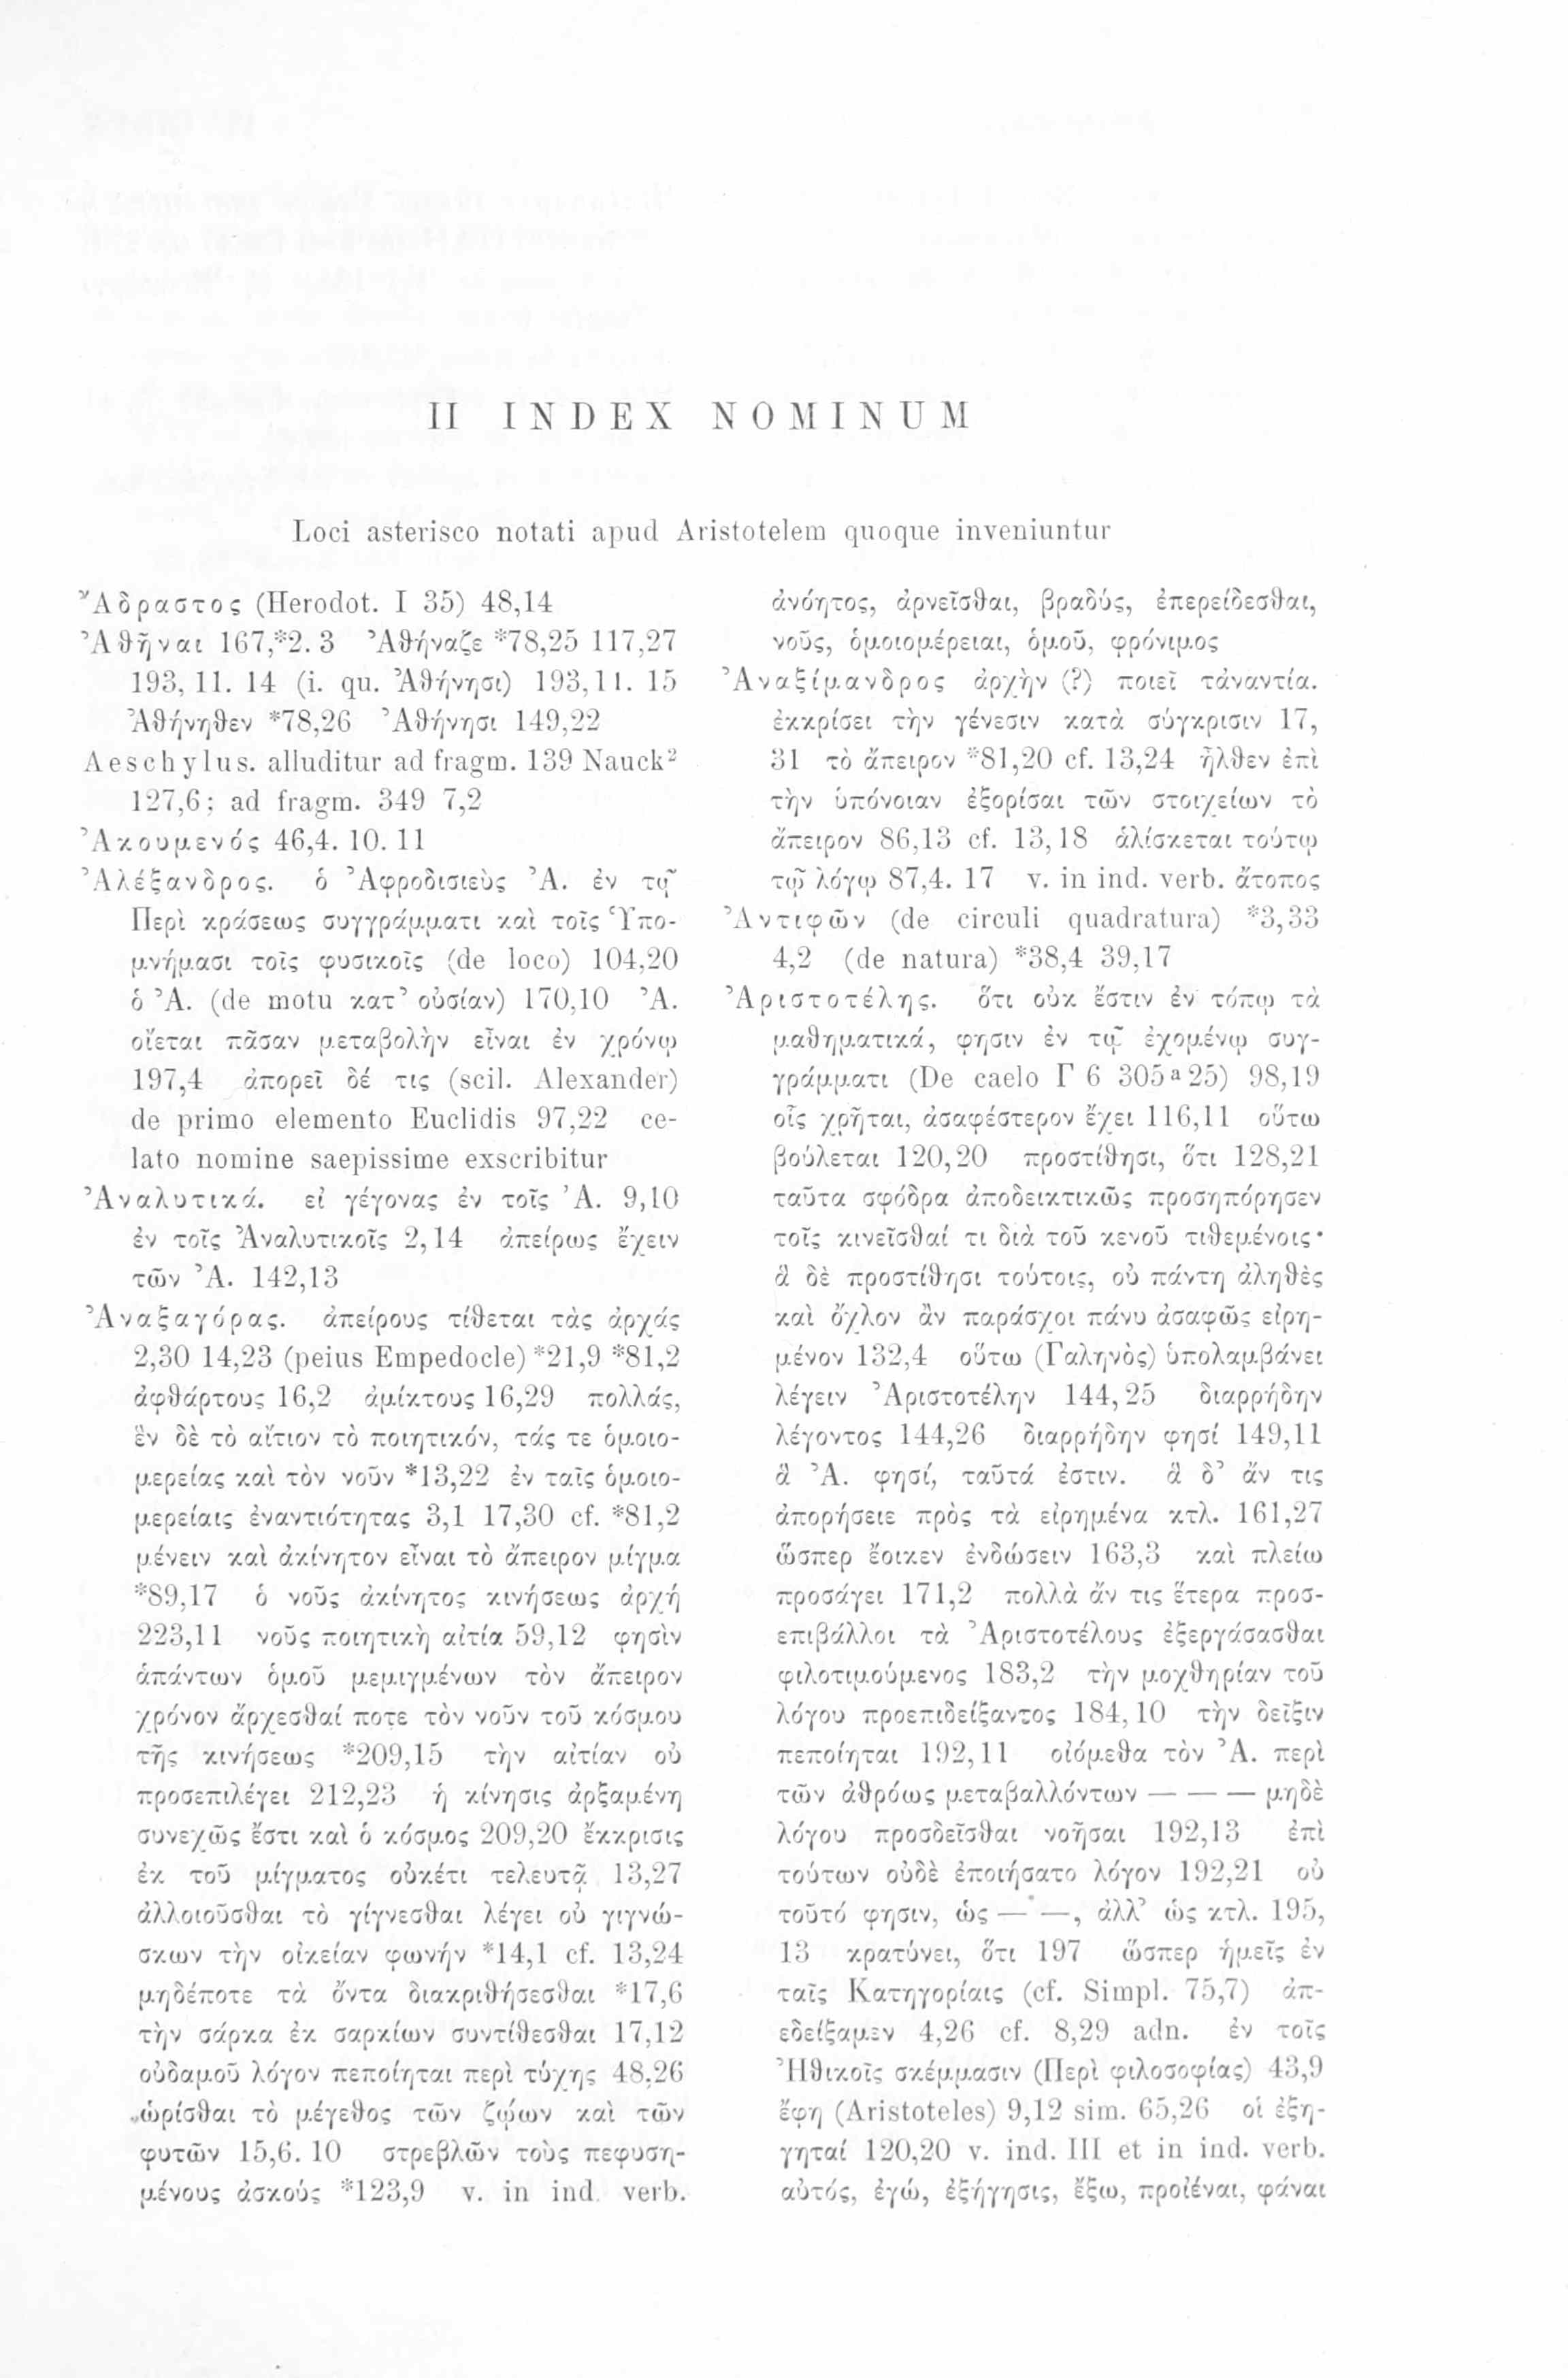 II INDEX NOMINUM
Loci asterisco notati apud Aristotelem quoque inveniuntur
Ἄδραστος (Herodot. I 35) 48,14
Ἀθῆναι 167,*2. 3 Ἀθήναζε *78,25 117,27
193, 11. 14 (i. qu. Ἀθήνησι) 193,11. 15
Ἀθήνηθεν *78,26 Ἀθήνησι 149,22
Aeschylus. alluditur ad fragm. 139 Nauck²
127,6; ad fragm. 349 7,2
Ἀκουμενός 46,4. 10. 11
Ἀλέξανδρος. ὁ Ἀφροδισιεὺς Ἀ. ἐν τῷ
Περὶ κράσεως συγγράμματι καὶ τοῖς Ὑπο-
μνήμασι τοῖς φυσικοῖς (de loco) 104,20
ὁ Ἀ. (de motu κατ’ οὐσίαν) 170,10 Ἀ.
οἴεται πᾶσαν μεταβολὴν εἶναι ἐν χρόνῳ
197,4 ἀπορεῖ δέ τις (scil. Alexander)
de primo elemento Euclidis 97,22 ce-
lato nomine saepissime exscribitur
Ἀναλυτικά. εἰ γέγονας ἐν τοῖς Ἀ. 9,10
ἐν τοῖς Ἀναλυτικοῖς 2,14 ἀπείρως ἔχειν
τῶν Ἀ. 142,13
Ἀναξαγόρας. ἀπείρους τίθεται τὰς ἀρχάς
2,30 14,23 (peius Empedocle) *21,9 *81,2
ἀφθάρτους 16,2 ἀμίκτους 16,29 πολλάς,
ἓν δὲ τὸ αἴτιον τὸ ποιητικόν, τάς τε ὁμοιο-
μερείας καὶ τὸν νοῦν *13,22 ἐν ταῖς ὁμοιο-
μερείαις ἐναντιότητας 3,1 17,30 cf. *81,2
μένειν καὶ ἀκίνητον εἶναι τὸ ἄπειρον μίγμα
*89,17 ὁ νοῦς ἀκίνητος κινήσεως ἀρχή
223,11 νοῦς ποιητικὴ αἰτία 59,12 φησὶν
ἁπάντων ὁμοῦ μεμιγμένων τὸν ἄπειρον
χρόνον ἄρχεσθαί ποτε τὸν νοῦν τοῦ κόσμου
τῆς κινήσεως *209,15 τὴν αἰτίαν οὐ
προσεπιλέγει 212,23 ἡ κίνησις ἀρξαμένη
συνεχῶς ἔστι καὶ ὁ κόσμος 209,20 ἔκκρισις
ἐκ τοῦ μίγματος οὐκέτι τελευτᾷ 13,27
ἀλλοιοῦσθαι τὸ γίγνεσθαι λέγει οὐ γιγνώ-
σκων τὴν οἰκείαν φωνήν *14,1 cf. 13,24
μηδέποτε τὰ ὄντα διακριθήσεσθαι *17,6
τὴν σάρκα ἐκ σαρκίων συντίθεσθαι 17,12
οὐδαμοῦ λόγον πεποίηται περὶ τύχης 48,26
ὡρίσθαι τὸ μέγεθος τῶν ζῴων καὶ τῶν
φυτῶν 15,6. 10 στρεβλῶν τοὺς πεφυση-
μένους ἀσκούς *123,9 v. in ind. verb.
ἀνόητος, ἀρνεῖσθαι, βραδύς, ἐπερείδεσθαι,
νοῦς, ὁμοιομέρειαι, ὁμοῦ, φρόνιμος
Ἀναξίμανδρος ἀρχὴν (?) ποιεῖ τἀναντία.
ἐκκρίσει τὴν γένεσιν κατὰ σύγκρισιν 17,
31 τὸ ἄπειρον *81,20 cf. 13,24 ἦλθεν ἐπὶ
τὴν ὑπόνοιαν ἐξορίσαι τῶν στοιχείων τὸ
ἄπειρον 86,13 cf. 13,18 ἁλίσκεται τούτῳ
τῷ λόγῳ 87,4. 17 v. in ind. verb. ἄτοπος
Ἀντιφῶν (de circuli quadratura) *3,33
4,2 (de natura) *38,4 39,17
Ἀριστοτέλης. ὅτι οὐκ ἔστιν ἐν τόπῳ τὰ
μαθηματικά, φησιν ἐν τῷ ἐχομένῳ συγ-
γράμματι (De caelo Γ 6 305ᵃ25) 98,19
οἷς χρῆται, ἀσαφέστερον ἔχει 116,11 οὕτω
βούλεται 120,20 προστίθησι, ὅτι 128,21
ταῦτα σφόδρα ἀποδεικτικῶς προσηπόρησεν
τοῖς κινεῖσθαί τι διὰ τοῦ κενοῦ τιθεμένοις·
ἃ δὲ προστίθησι τούτοις, οὐ πάντη ἀληθὲς
καὶ ὄχλον ἂν παράσχοι πάνυ ἀσαφῶς εἰρη-
μένον 132,4 οὕτω (Γαληνὸς) ὑπολαμβάνει
λέγειν Ἀριστοτέλην 144,25 διαρρήδην
λέγοντος 144,26 διαρρήδην φησί 149,11
ἃ Ἀ. φησί, ταῦτά ἐστιν. ἃ δ’ ἄν τις
ἀπορήσειε πρὸς τὰ εἰρημένα κτλ. 161,27
ὥσπερ ἔοικεν ἐνδώσειν 163,3 καὶ πλείω
προσάγει 171,2 πολλὰ ἄν τις ἕτερα προσ-
επιβάλλοι τὰ Ἀριστοτέλους ἐξεργάσασθαι
φιλοτιμούμενος 183,2 τὴν μοχθηρίαν τοῦ
λόγου προεπιδείξαντος 184,10 τὴν δεῖξιν
πεποίηται 192,11 οἰόμεθα τὸν Ἀ. περὶ
τῶν ἀθρόως μεταβαλλόντων — — — μηδὲ
λόγου προσδεῖσθαι νοῆσαι 192,13 ἐπὶ
τούτων οὐδὲ ἐποιήσατο λόγον 192,21 οὐ
τοῦτό φησιν, ὡς — —, ἀλλ’ ὡς κτλ. 195,
13 κρατύνει, ὅτι 197 ὥσπερ ἡμεῖς ἐν
ταῖς Κατηγορίαις (cf. Simpl. 75,7) ἀπ-
εδείξαμεν 4,26 cf. 8,29 adn. ἐν τοῖς
Ἠθικοῖς σκέμμασιν (Περὶ φιλοσοφίας) 43,9
ἔφη (Aristoteles) 9,12 sim. 65,26 οἱ ἐξη-
γηταί 120,20 v. ind. III et in ind. verb.
αὐτός, ἐγώ, ἐξήγησις, ἔξω, προϊέναι, φάναι